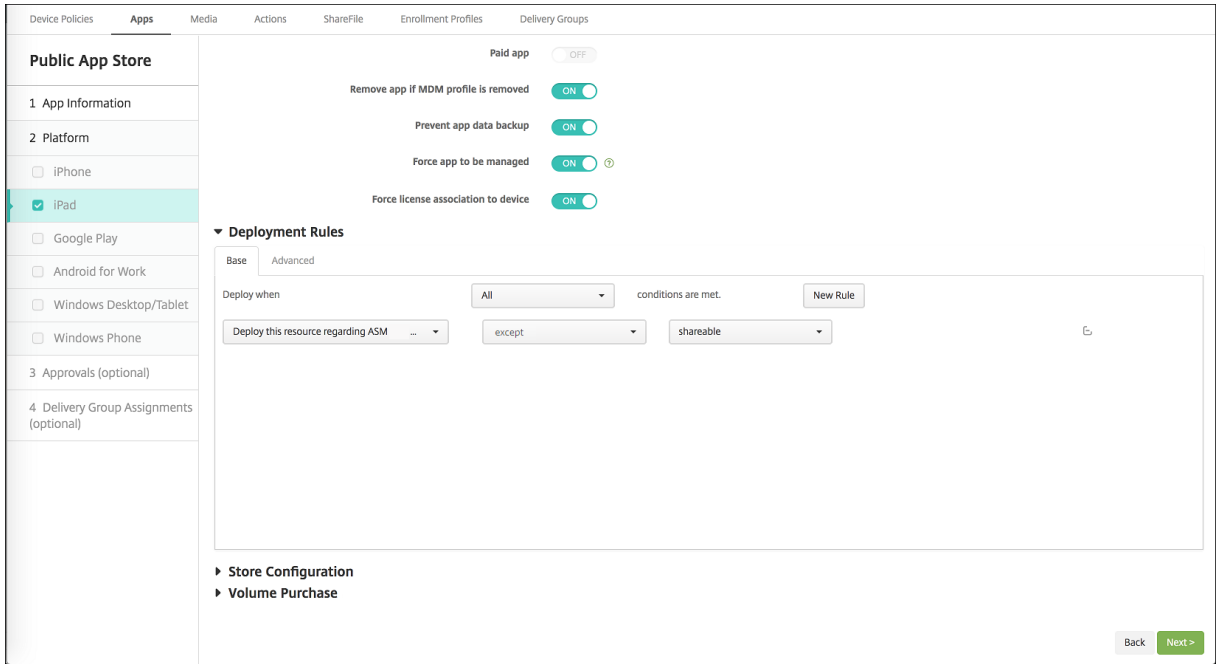 Device Policies Apps Media Actions ShareFile Enrollment Profiles Delivery Groups
Public App Store
1 App Information
2 Platform
iPhone
iPad
Google Play
Android for Work
Windows Desktop/Tablet
Windows Phone
3 Approvals (optional)
4 Delivery Group Assignments
(optional)
Paid app OFF
Remove app if MDM profile is removed ON
Prevent app data backup ON
Force app to be managed ON ?
Force license association to device ON
Deployment Rules
Base Advanced
Deploy when All conditions are met. New Rule
Deploy this resource regarding ASM ... except shareable
Store Configuration
Volume Purchase
Back Next >